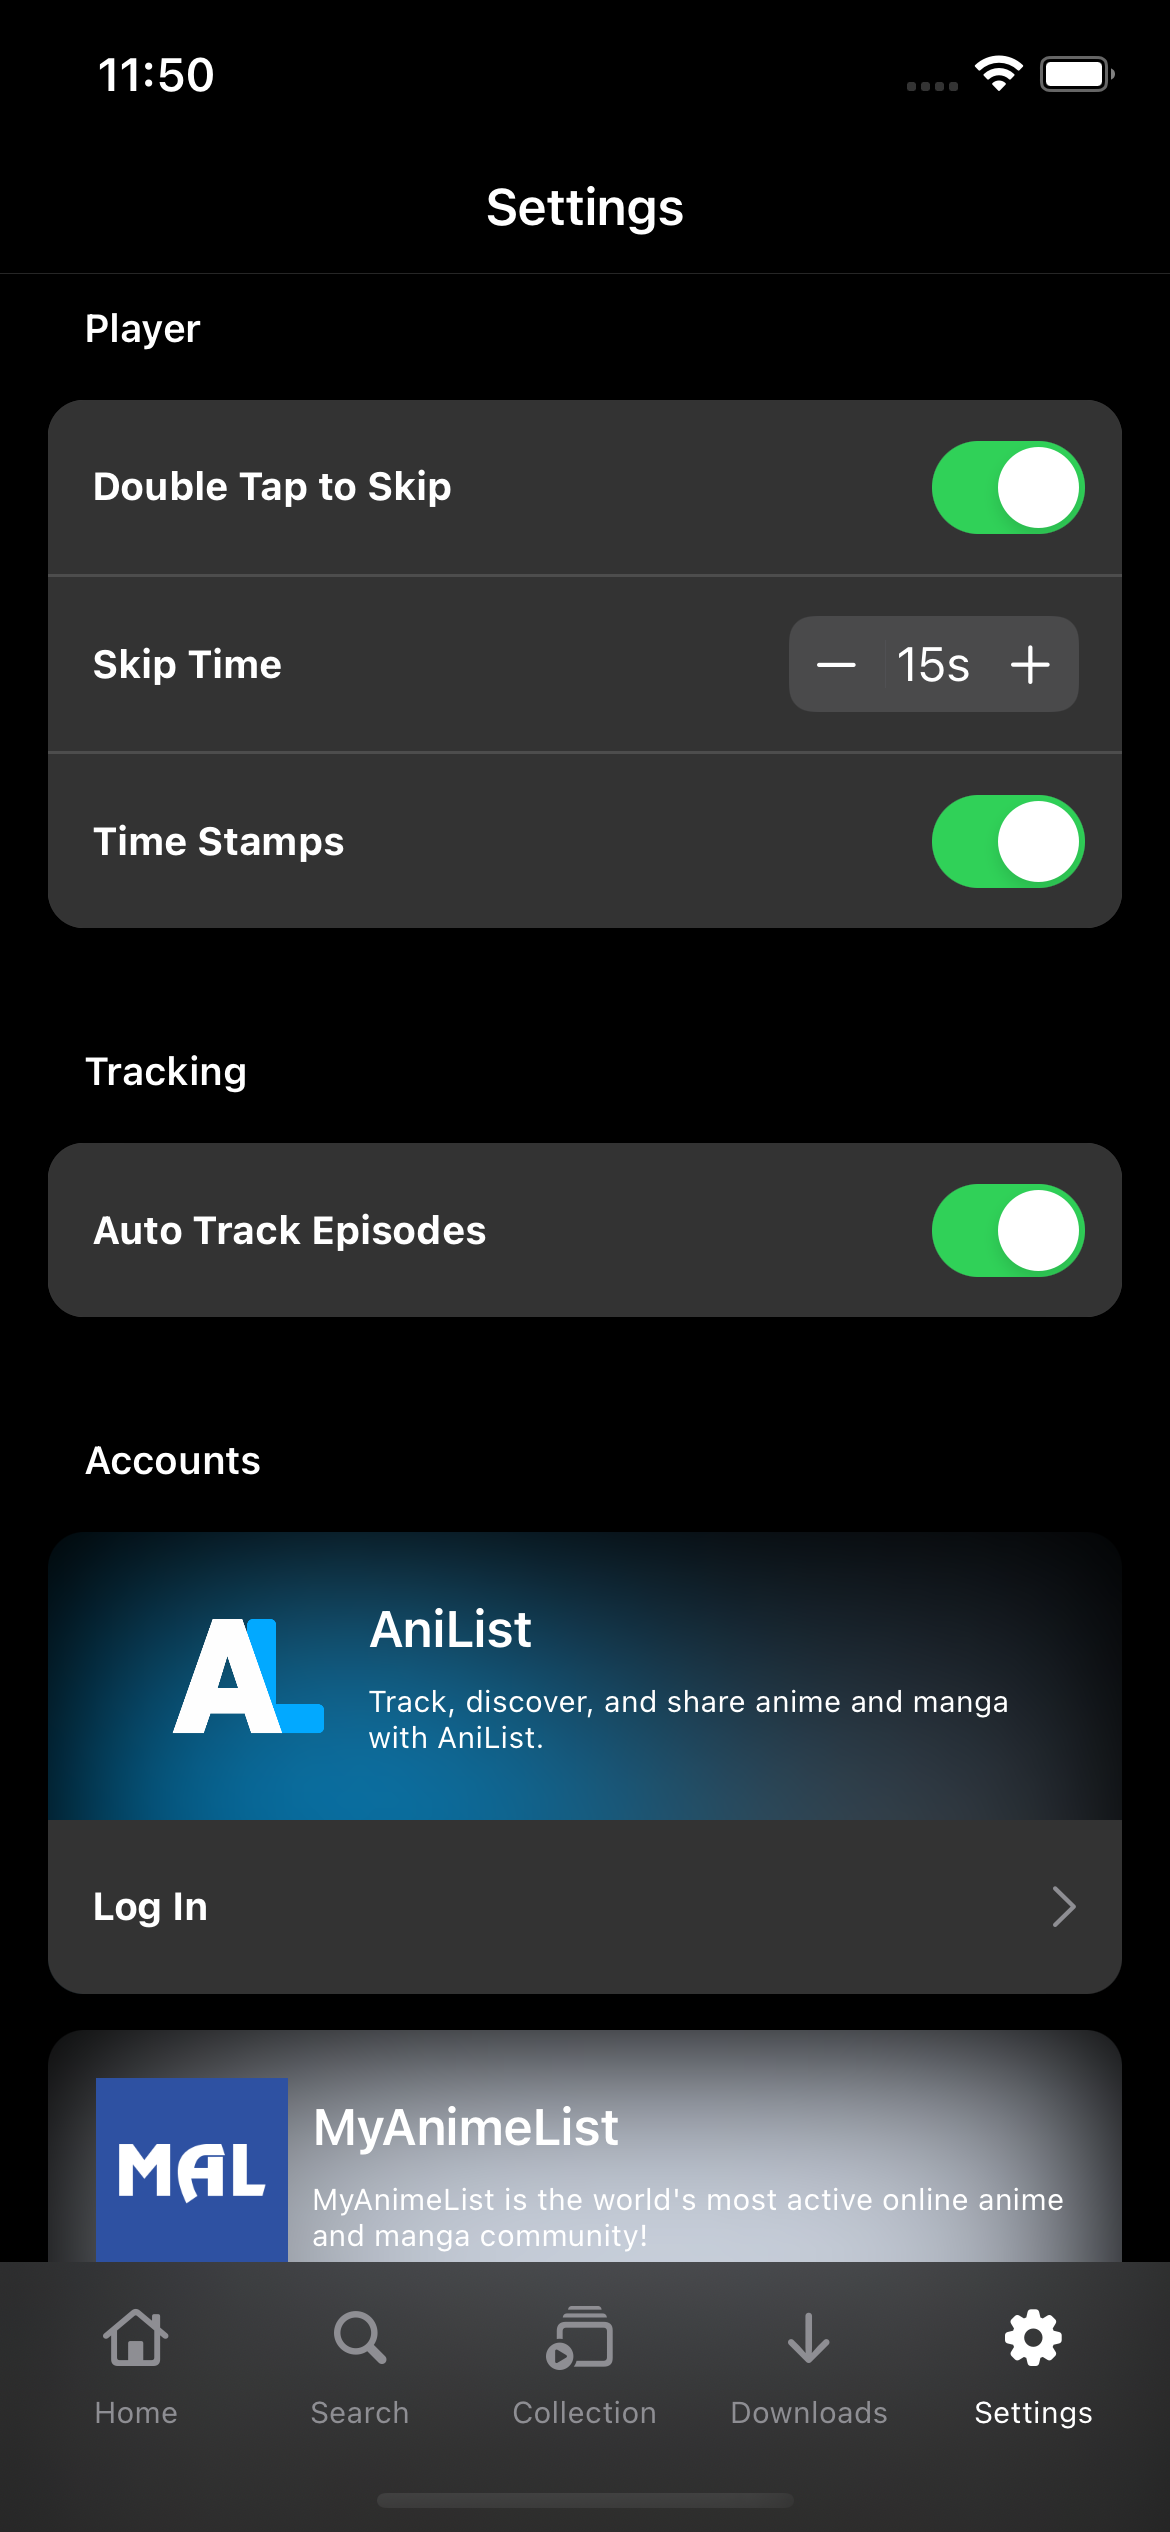 11:50
Settings
Player
Double Tap to Skip
Skip Time
15s
Time Stamps
Tracking
Auto Track Episodes
Accounts
AL
AniList
Track, discover, and share anime and manga
with AniList.
Log In
MAL
MyAnimeList
MyAnimeList is the world's most active online anime
and manga community!
Home
Search
Collection
Downloads
Settings